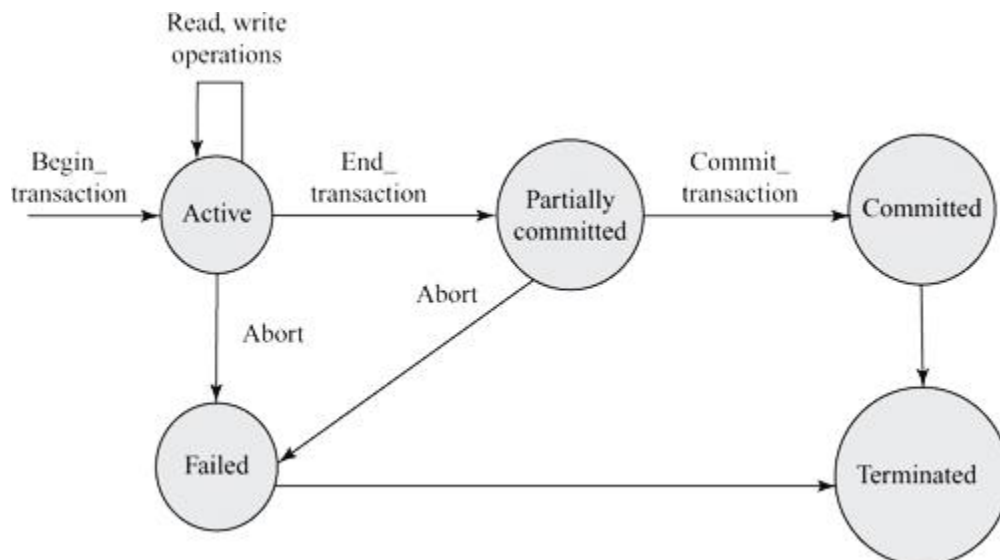 Read, write
operations
Begin_
transaction
End_
transaction
Commit_
transaction
Active
Partially
committed
Committed
Abort
Abort
Failed
Terminated